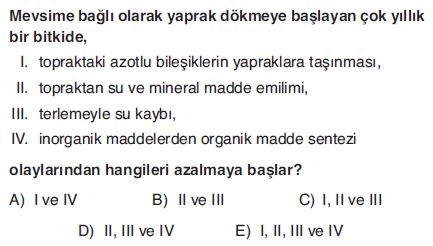 Mevsime bağlı olarak yaprak dökmeye başlayan çok yıllık
bir bitkide,
I. topraktaki azotlu bileşiklerin yapraklara taşınması,
II. topraktan su ve mineral madde emilimi,
III. terlemeyle su kaybı,
IV. inorganik maddelerden organik madde sentezi
olaylarından hangileri azalmaya başlar?
A) I ve IV B) II ve III C) I, II ve III
D) II, III ve IV E) I, II, III ve IV